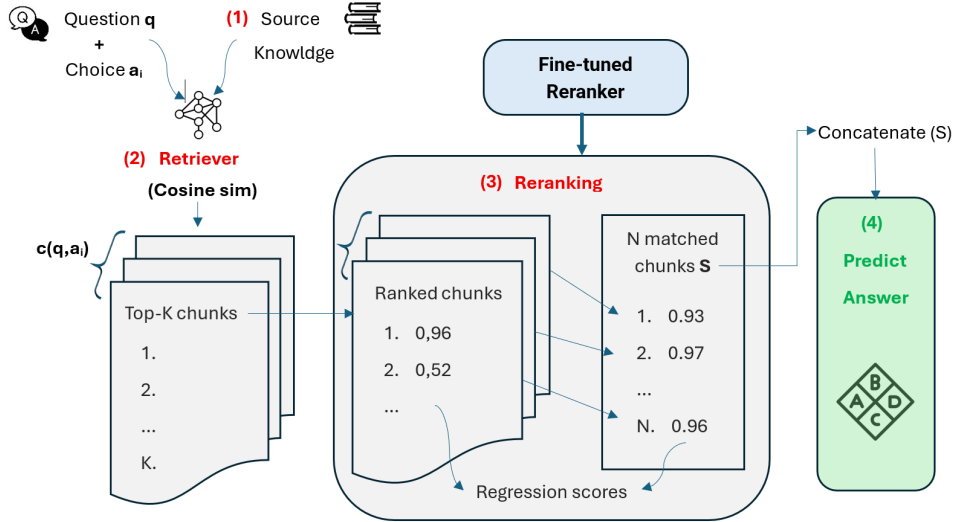 Q
A
Question q
+
Choice aᵢ
(1) Source
Knowldge
(2) Retriever
(Cosine sim)
c(q,aᵢ)
Top-K chunks
1.
2.
...
K.
Fine-tuned
Reranker
(3) Reranking
Ranked chunks
1. 0,96
2. 0,52
...
N matched
chunks S
1. 0.93
2. 0.97
...
N. 0.96
Regression scores
Concatenate (S)
(4)
Predict
Answer
B
A D
C